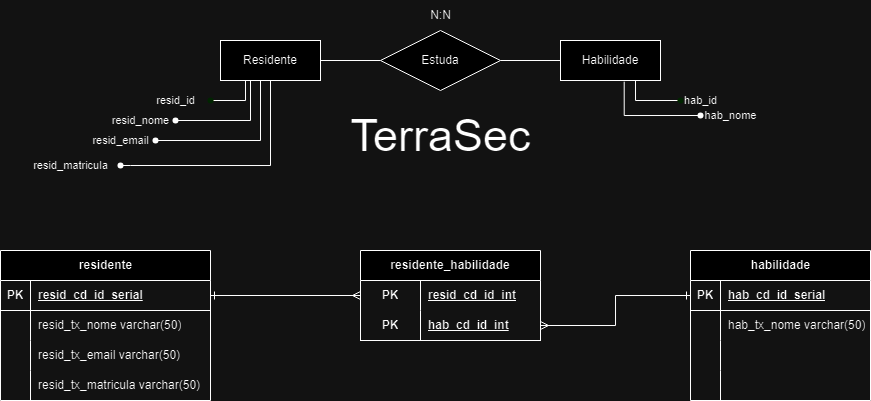 N:N
Residente
Estuda
Habilidade
resid_id
resid_nome
resid_email
resid_matricula
hab_id
hab_nome
TerraSec
residente
PK resid_cd_id_serial
resid_tx_nome varchar(50)
resid_tx_email varchar(50)
resid_tx_matricula varchar(50)
residente_habilidade
PK resid_cd_id_int
PK hab_cd_id_int
habilidade
PK hab_cd_id_serial
hab_tx_nome varchar(50)